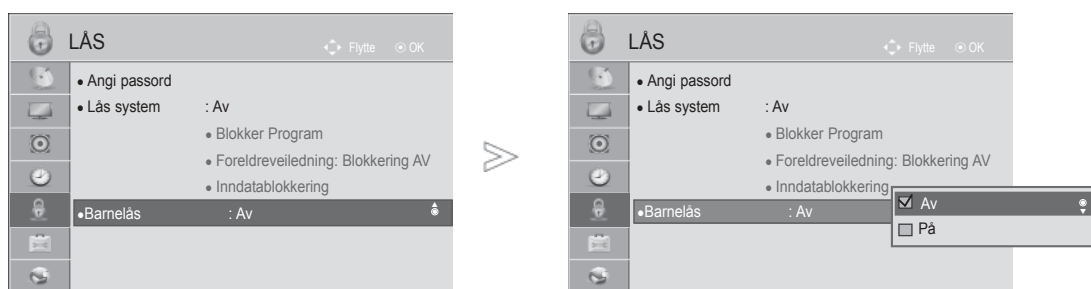 LÅS
Flytte OK
• Angi passord
• Lås system : Av
• Blokker Program
• Foreldreveiledning: Blokkering AV
• Inndatablokkering
•Barnelås : Av
LÅS
Flytte OK
• Angi passord
• Lås system : Av
• Blokker Program
• Foreldreveiledning: Blokkering AV
• Inndatablokkering
•Barnelås : Av
Av
På